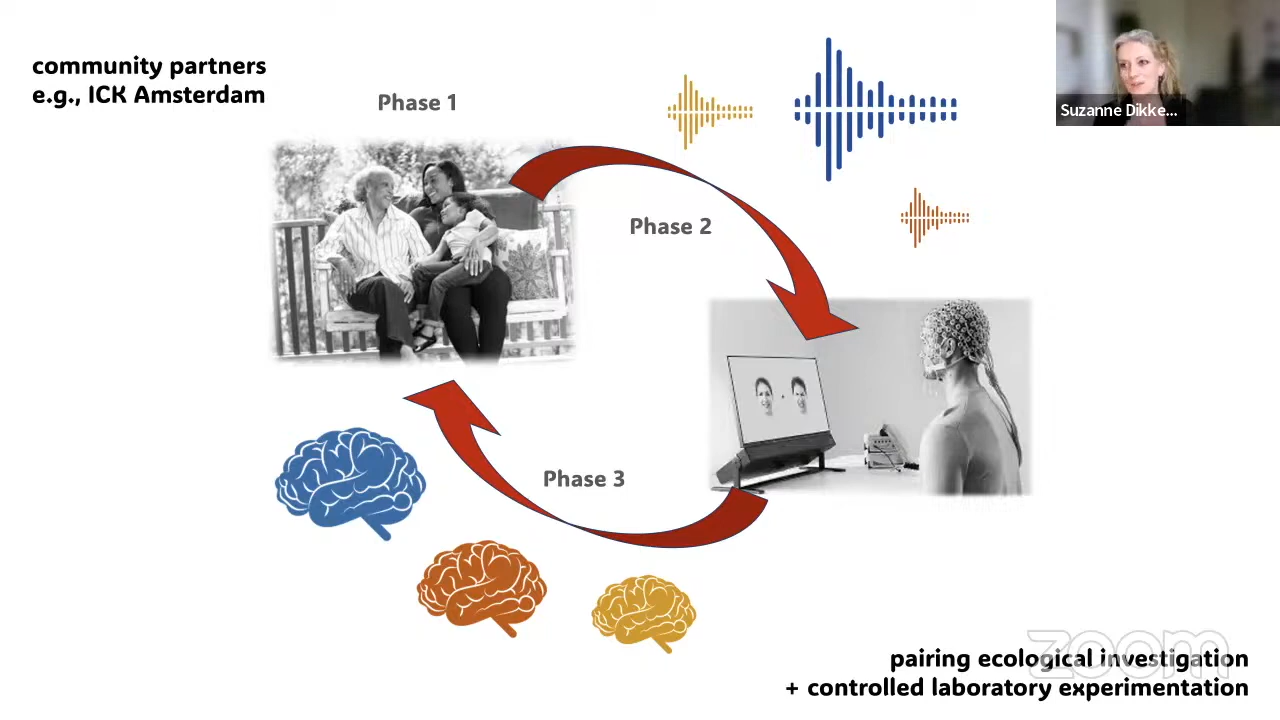 community partners
e.g., ICK Amsterdam
Phase 1
Suzanne Dikke...
Phase 2
Phase 3
zoom
pairing ecological investigation
+ controlled laboratory experimentation